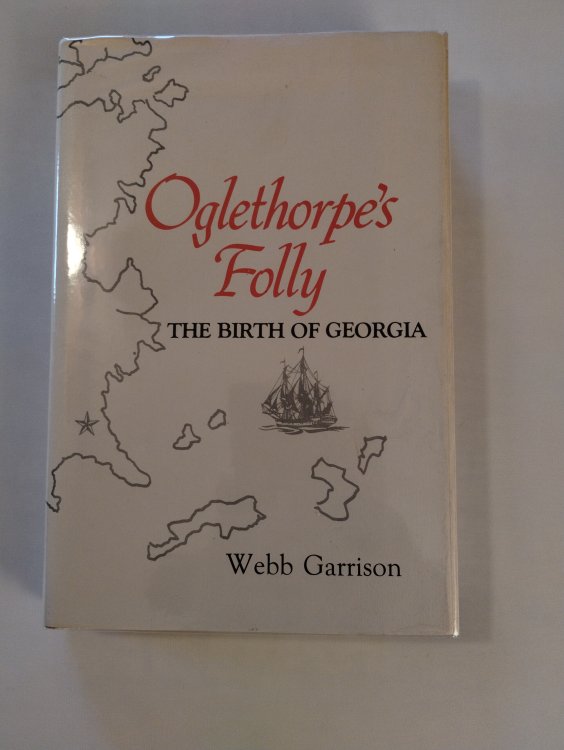 Oglethorpe's
Folly
THE BIRTH OF GEORGIA
Webb Garrison